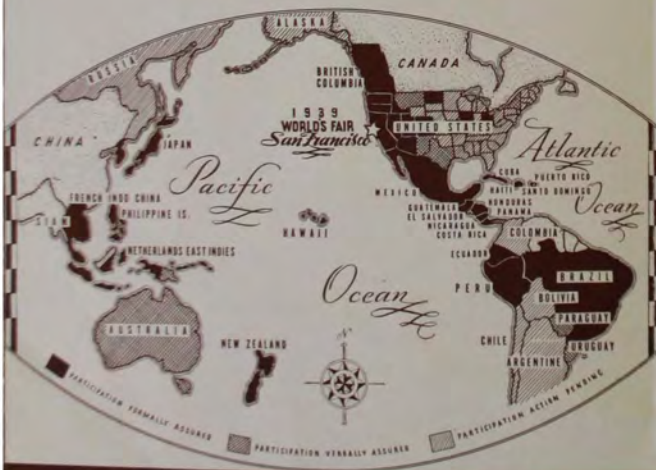 ALASKA
RUSSIA
CANADA
BRITISH
COLUMBIA
1939
WORLD'S FAIR
San Francisco
UNITED STATES
Atlantic
Ocean
CHINA
JAPAN
Pacific
CUBA
PUERTO RICO
HAITI
SANTO DOMINGO
MEXICO
FRENCH INDO CHINA
SIAM
PHILIPPINE IS.
HAWAII
GUATEMALA
HONDURAS
EL SALVADOR
PANAMA
NICARAGUA
COSTA RICA
COLOMBIA
NETHERLANDS EAST INDIES
ECUADOR
BRAZIL
Ocean
PERU
BOLIVIA
PARAGUAY
AUSTRALIA
NEW ZEALAND
N
CHILE
URUGUAY
ARGENTINE
PARTICIPATION FORMALLY ASSURED
PARTICIPATION VERBALLY ASSURED
PARTICIPATION ACTION PENDING